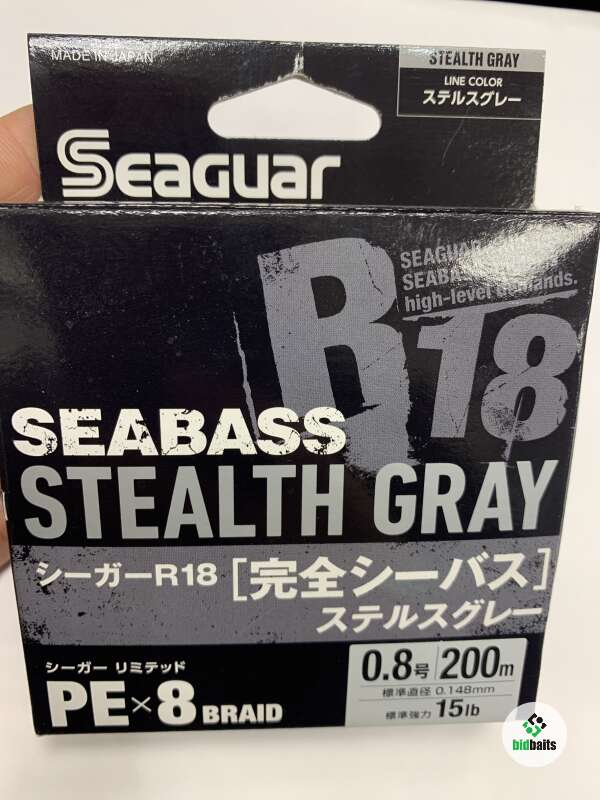 MADE IN JAPAN
STEALTH GRAY
LINE COLOR
ステルスグレー
Seaguar
R18
SEAGUAR
SEABASS
high-level demands.
SEABASS
STEALTH GRAY
シーガーR18 [完全シーバス]
ステルスグレー
シーガー リミテッド
PE×8 BRAID
0.8号 200m
標準直径 0.148mm
標準強力 15lb
bidbaits